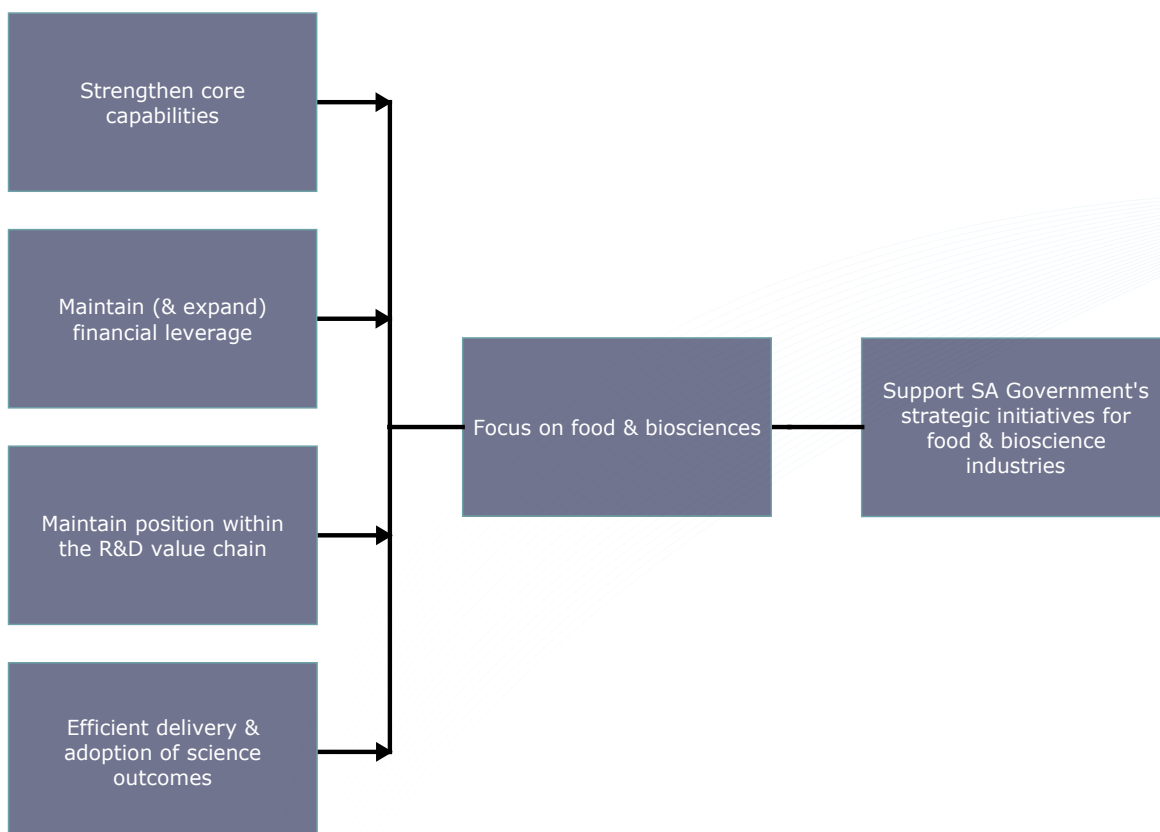 Strengthen core
capabilities
Maintain (& expand)
financial leverage
Maintain position within
the R&D value chain
Efficient delivery &
adoption of science
outcomes
Focus on food & biosciences
Support SA Government's
strategic initiatives for
food & bioscience
industries